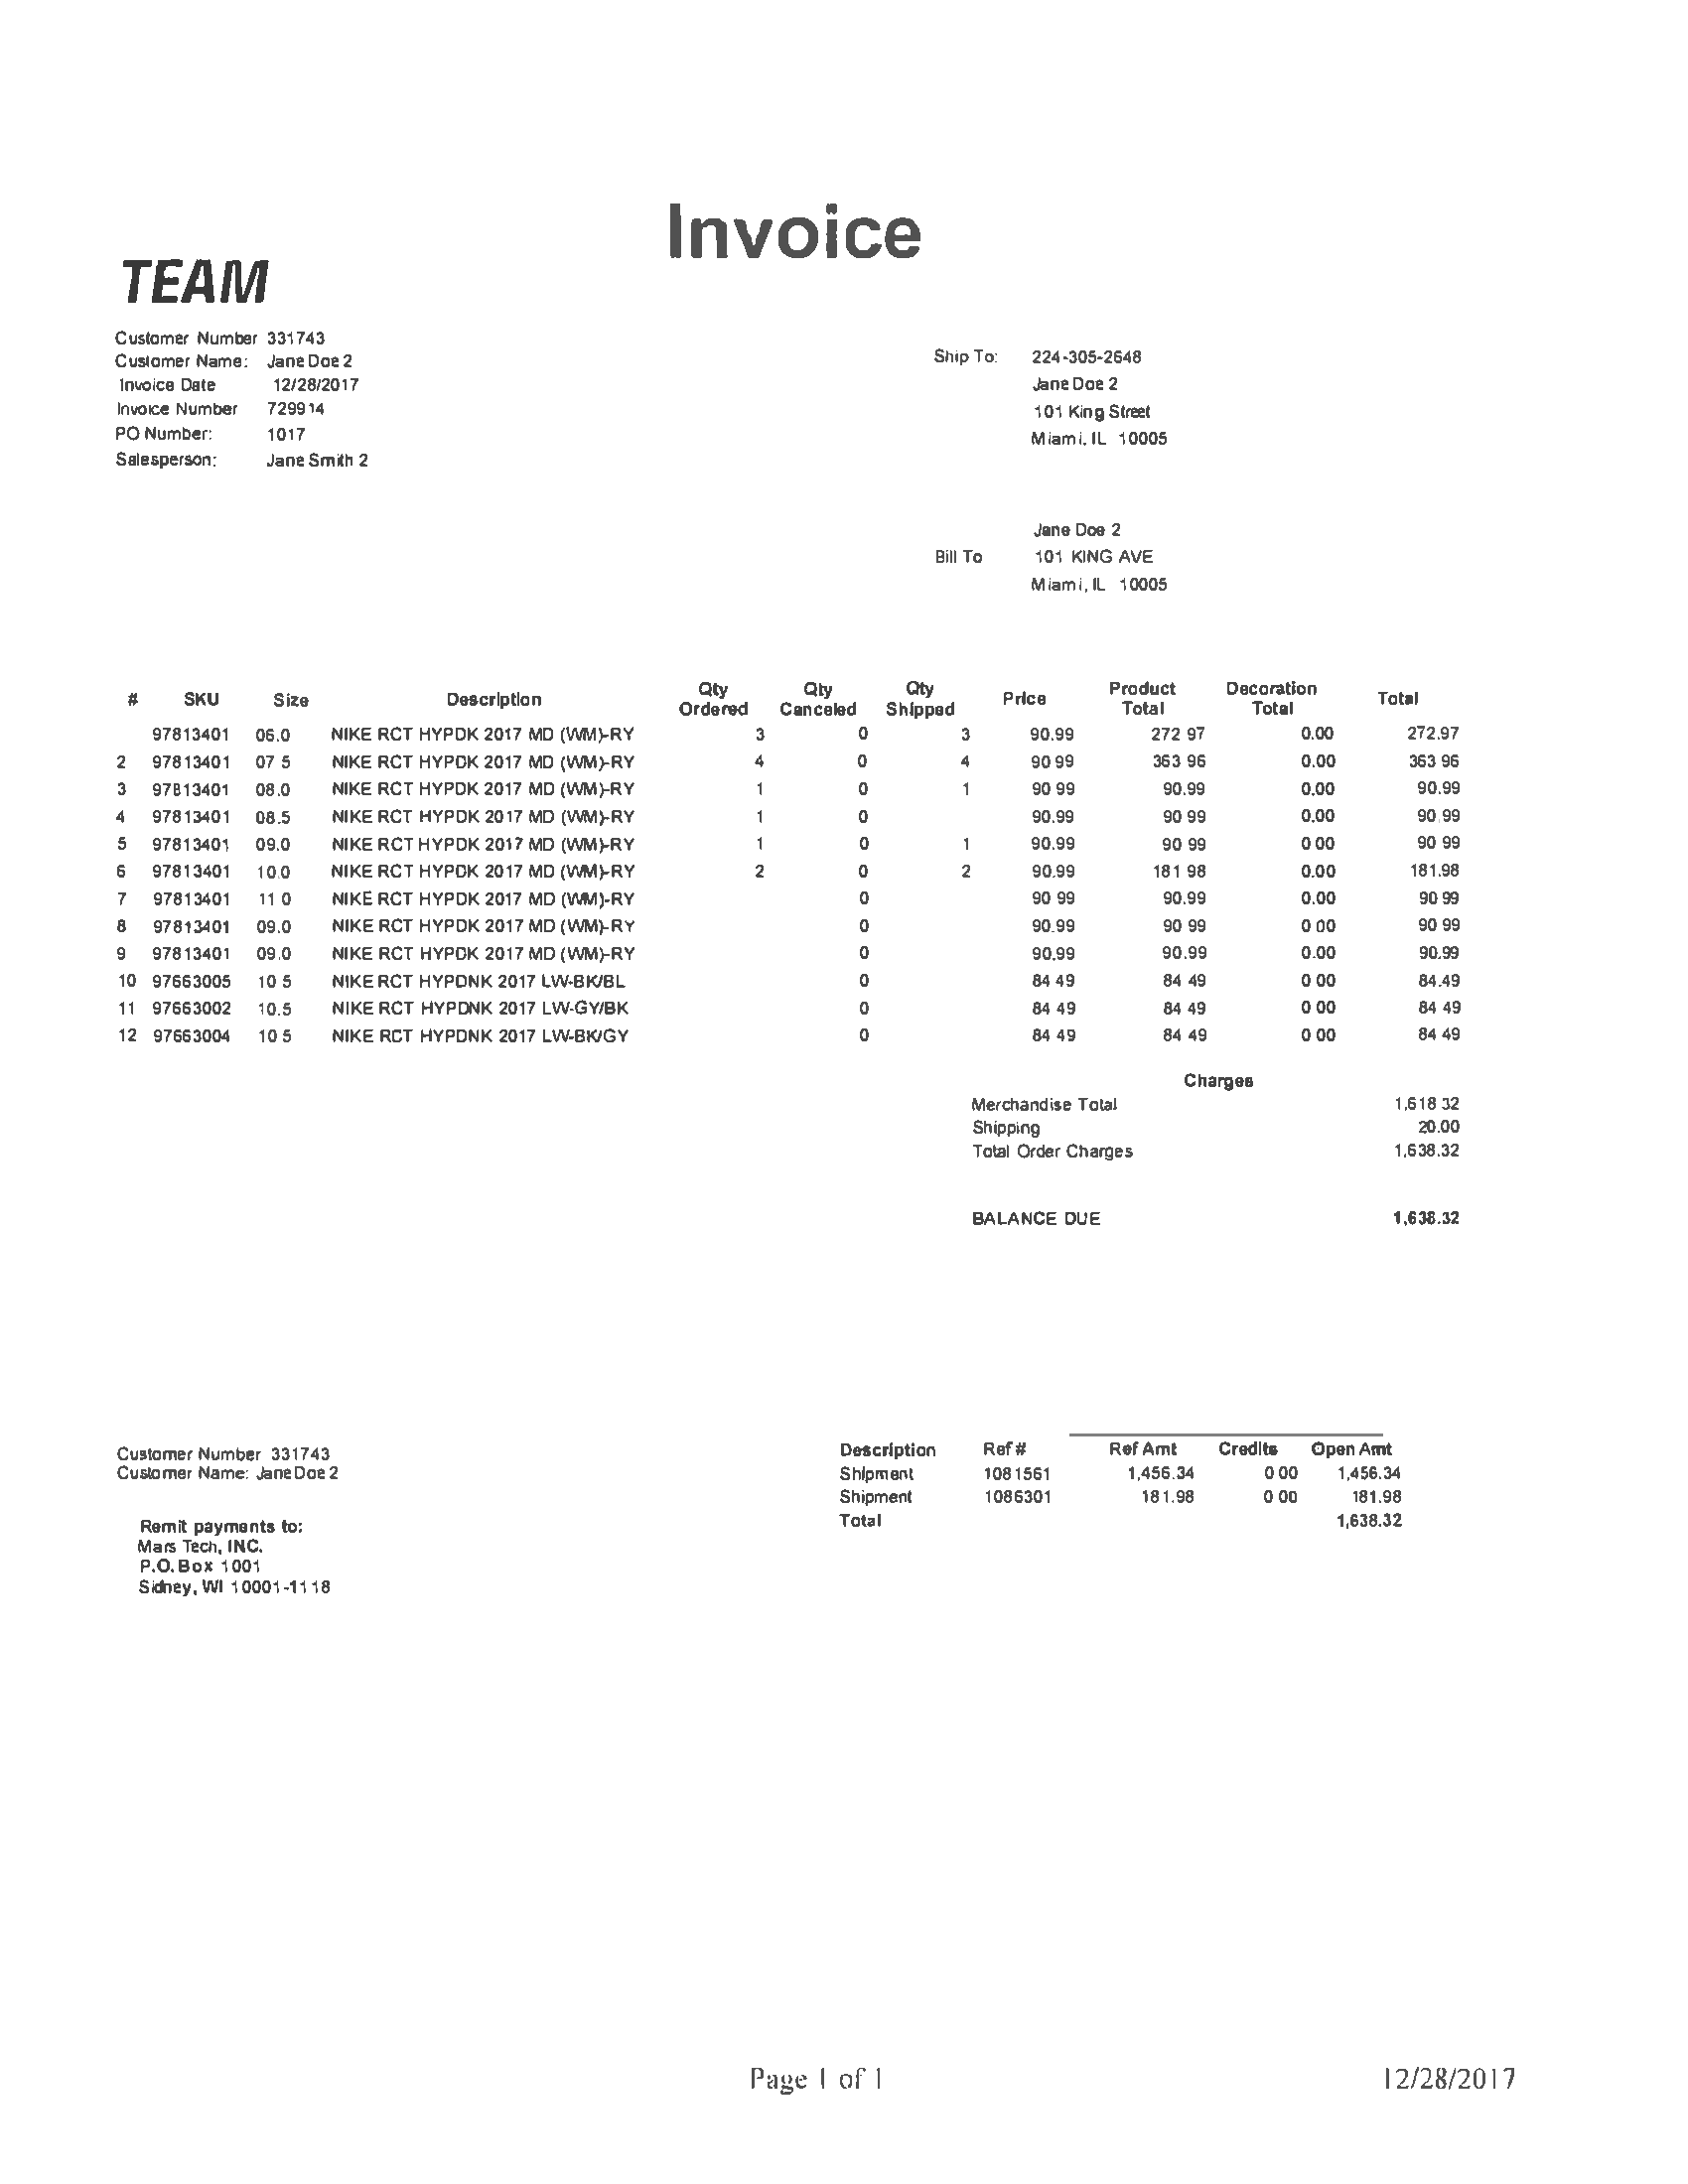 Invoice
TEAM
Customer Number 331743
Customer Name: Jane Doe 2
Invoice Date 12/28/2017
Invoice Number 729914
PO Number: 1017
Salesperson: Jane Smith 2
Ship To: 224-305-2648
Jane Doe 2
101 King Street
Miami, IL 10005
Jane Doe 2
Bill To 101 KING AVE
Miami, IL 10005
# SKU Size Description Qty Ordered Qty Canceled Qty Shipped Price Product Total Decoration Total Total
97813401 06.0 NIKE RCT HYPDK 2017 MD (WM)-RY 3 0 3 90.99 272 97 0.00 272.97
2 97813401 07 5 NIKE RCT HYPDK 2017 MD (WM)-RY 4 0 4 90 99 363 96 0.00 363 96
3 97813401 08.0 NIKE RCT HYPDK 2017 MD (WM)-RY 1 0 1 90 99 90.99 0.00 90.99
4 97813401 08.5 NIKE RCT HYPDK 2017 MD (WM)-RY 1 0 90.99 90 99 0.00 90.99
5 97813401 09.0 NIKE RCT HYPDK 2017 MD (WM)-RY 1 0 1 90.99 90 99 0 00 90 99
6 97813401 10.0 NIKE RCT HYPDK 2017 MD (WM)-RY 2 0 2 90.99 181 98 0.00 181.98
7 97813401 11 0 NIKE RCT HYPDK 2017 MD (WM)-RY 0 90 99 90.99 0.00 90 99
8 97813401 09.0 NIKE RCT HYPDK 2017 MD (WM)-RY 0 90.99 90 99 0 00 90 99
9 97813401 09.0 NIKE RCT HYPDK 2017 MD (WM)-RY 0 90.99 90.99 0.00 90.99
10 97663005 10 5 NIKE RCT HYPDNK 2017 LW-BK/BL 0 84 49 84 49 0 00 84.49
11 97663002 10.5 NIKE RCT HYPDNK 2017 LW-GY/BK 0 84 49 84 49 0 00 84 49
12 97663004 10 5 NIKE RCT HYPDNK 2017 LW-BK/GY 0 84 49 84 49 0 00 84 49
Charges
Merchandise Total 1,618 32
Shipping 20.00
Total Order Charges 1,638.32
BALANCE DUE 1,638.32
Customer Number 331743
Customer Name: Jane Doe 2
Remit payments to:
Mars Tech, INC.
P.O. Box 1001
Sidney, WI 10001-1118
Description Ref # Ref Amt Credits Open Amt
Shipment 1081561 1,456.34 0 00 1,456.34
Shipment 1086301 181.98 0 00 181.98
Total 1,638.32
Page 1 of 1 12/28/2017